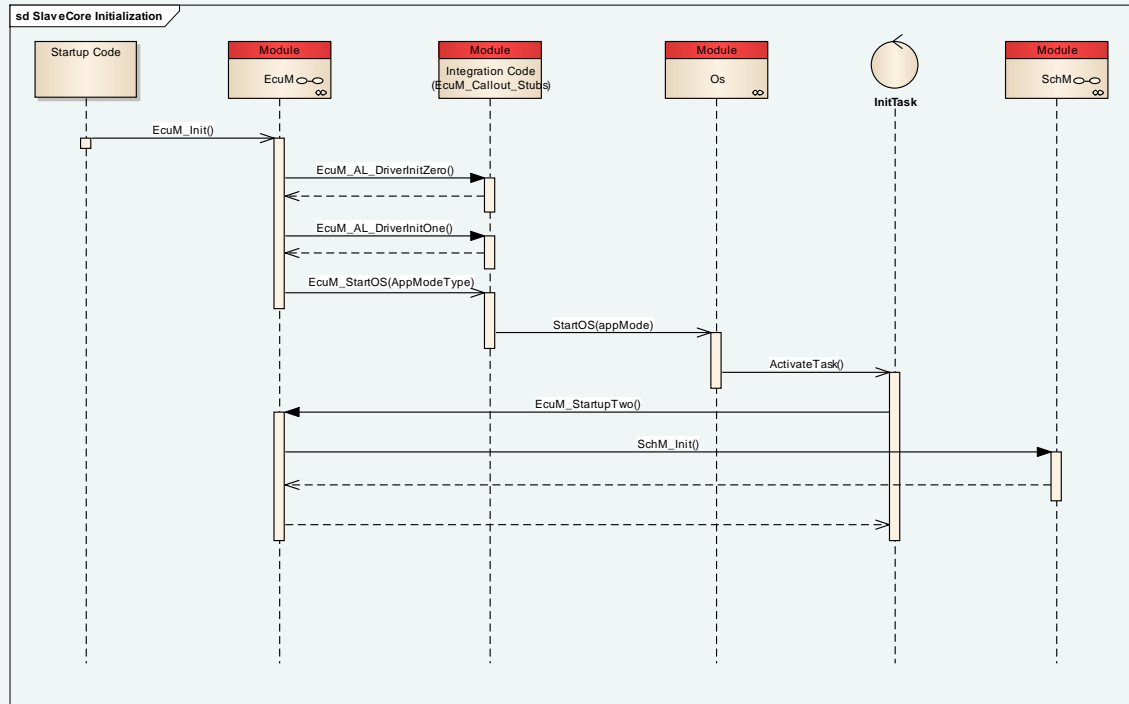 sd SlaveCore Initialization
Startup Code
Module
EcuM
Module
Integration Code
(EcuM_Callout_Stubs)
Module
Os
InitTask
Module
SchM
EcuM_Init()
EcuM_AL_DriverInitZero()
EcuM_AL_DriverInitOne()
EcuM_StartOS(AppModeType)
StartOS(appMode)
ActivateTask()
EcuM_StartupTwo()
SchM_Init()